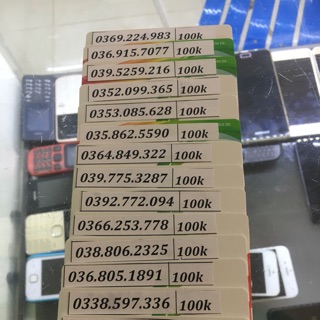 0369.224.983 100k
036.915.7077 100k
039.5259.216 100k
0352.099.365 100k
0353.085.628 100k
035.862.5590 100k
0364.849.322 100k
039.775.3287 100k
0392.772.094 100k
0366.253.778 100k
038.806.2325 100k
036.805.1891 100k
0338.597.336 100k